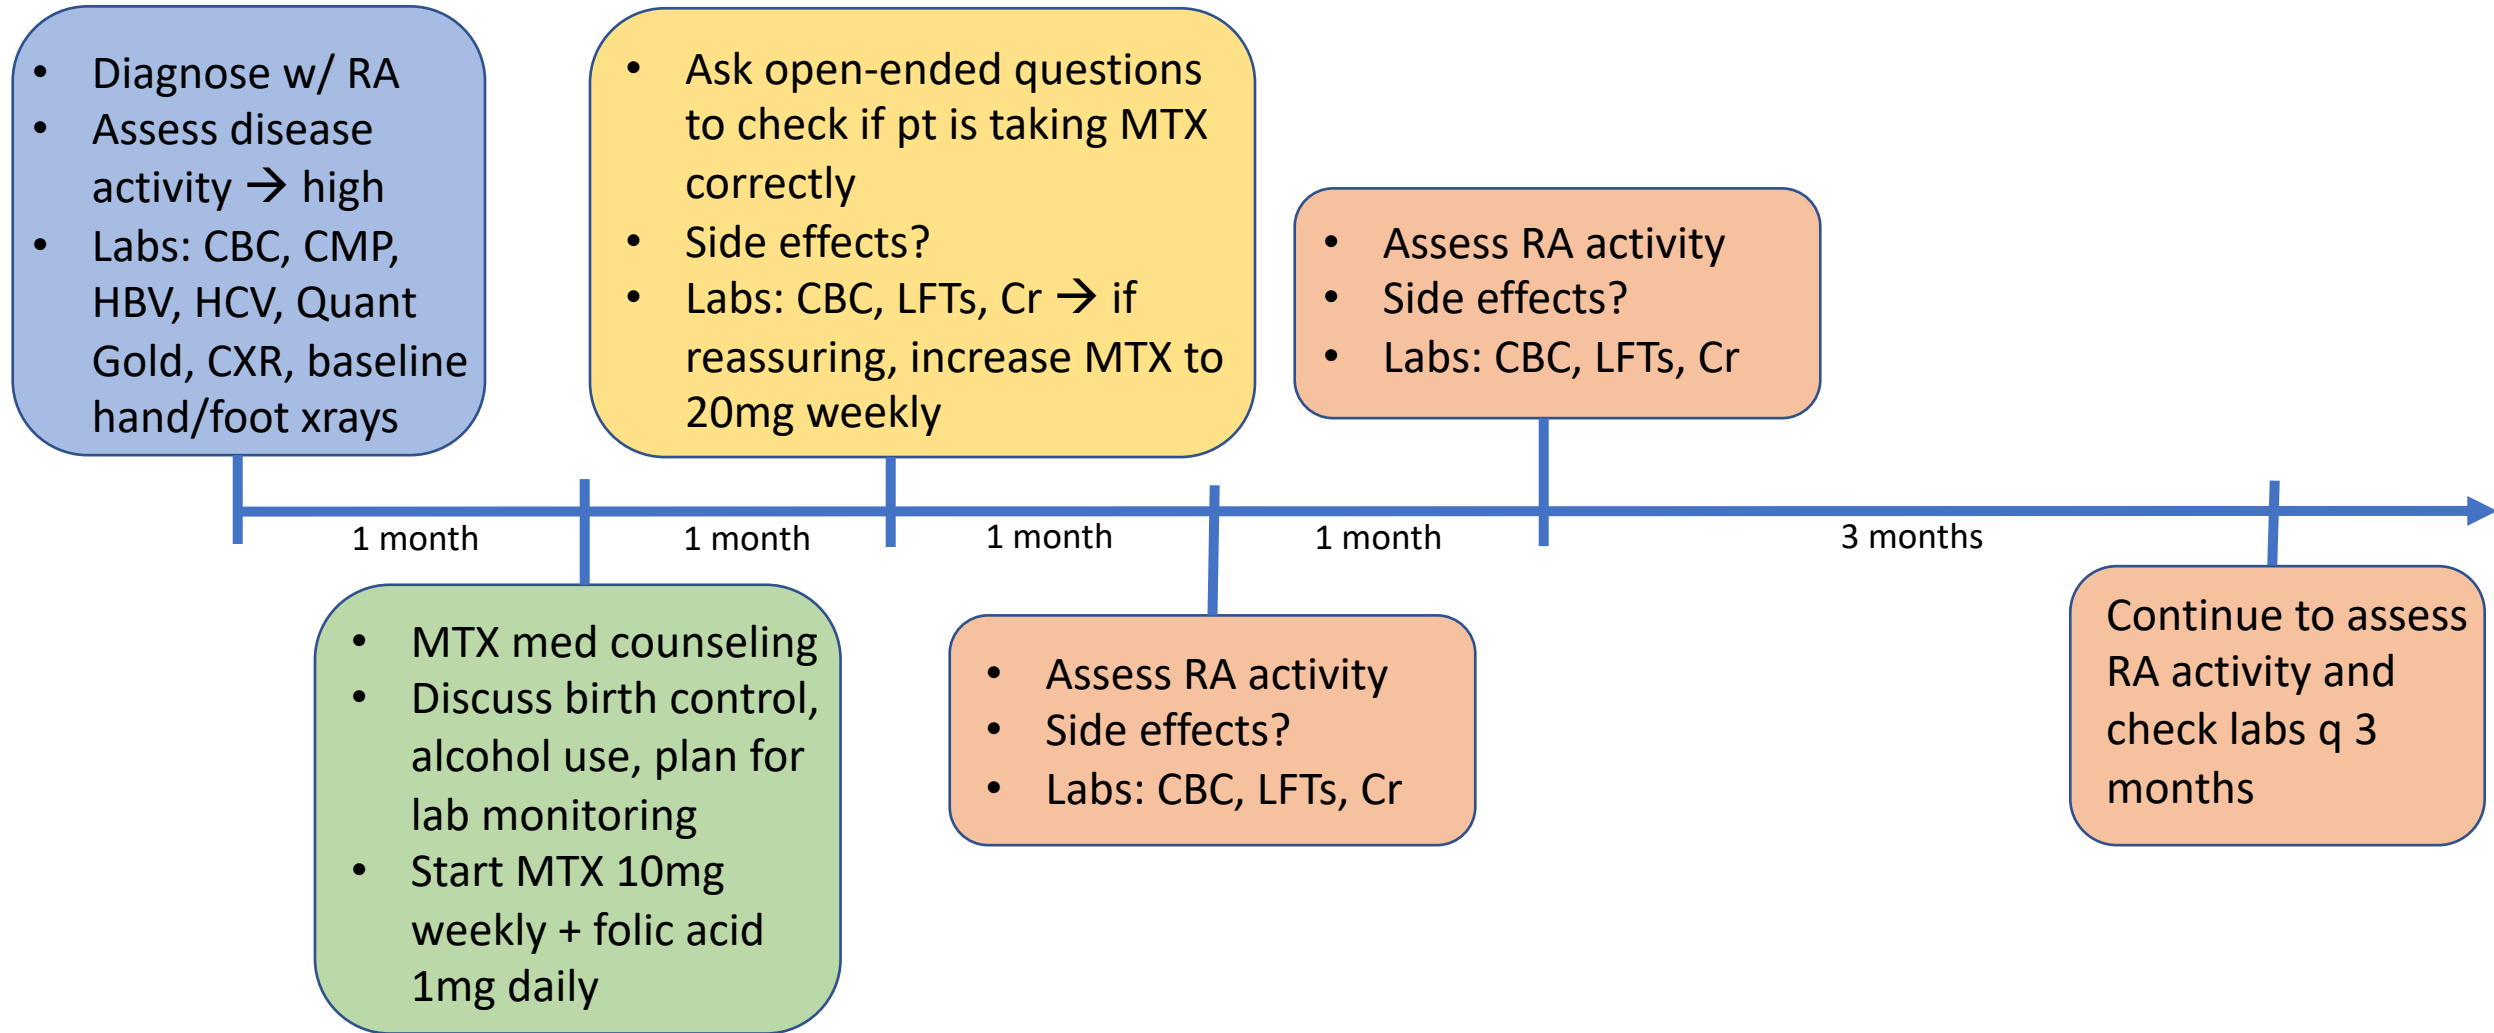 • Diagnose w/ RA
• Assess disease
activity → high
• Labs: CBC, CMP,
HBV, HCV, Quant
Gold, CXR, baseline
hand/foot xrays
• Ask open-ended questions
to check if pt is taking MTX
correctly
• Side effects?
• Labs: CBC, LFTs, Cr → if
reassuring, increase MTX to
20mg weekly
• Assess RA activity
• Side effects?
• Labs: CBC, LFTs, Cr
1 month
1 month
1 month
1 month
3 months
• MTX med counseling
• Discuss birth control,
alcohol use, plan for
lab monitoring
• Start MTX 10mg
weekly + folic acid
1mg daily
• Assess RA activity
• Side effects?
• Labs: CBC, LFTs, Cr
Continue to assess
RA activity and
check labs q 3
months